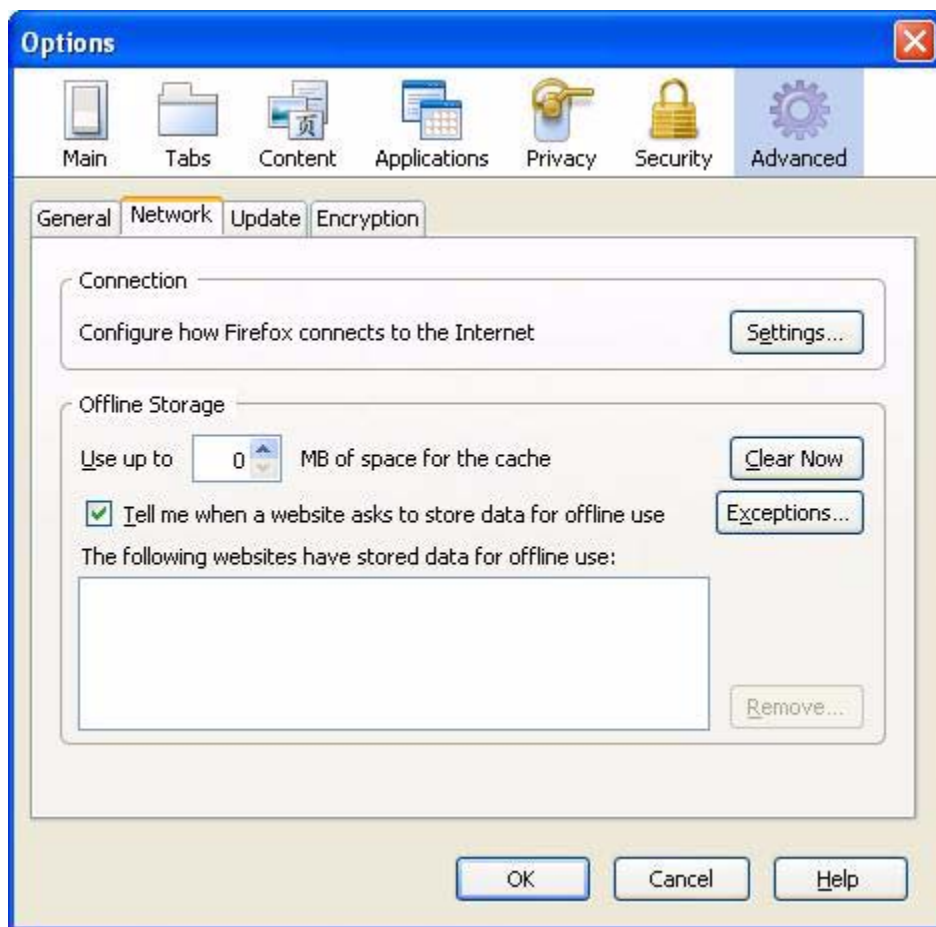 Options
页
Main Tabs Content Applications Privacy Security Advanced
General Network Update Encryption
Connection
Configure how Firefox connects to the Internet Settings...
Offline Storage
Use up to 0 MB of space for the cache Clear Now
Tell me when a website asks to store data for offline use Exceptions...
The following websites have stored data for offline use:
Remove...
OK Cancel Help